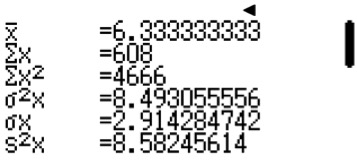 x̄ =6.333333333
Σx =608
Σx² =4666
σ²x =8.493055556
σx =2.914284742
s²x =8.58245614